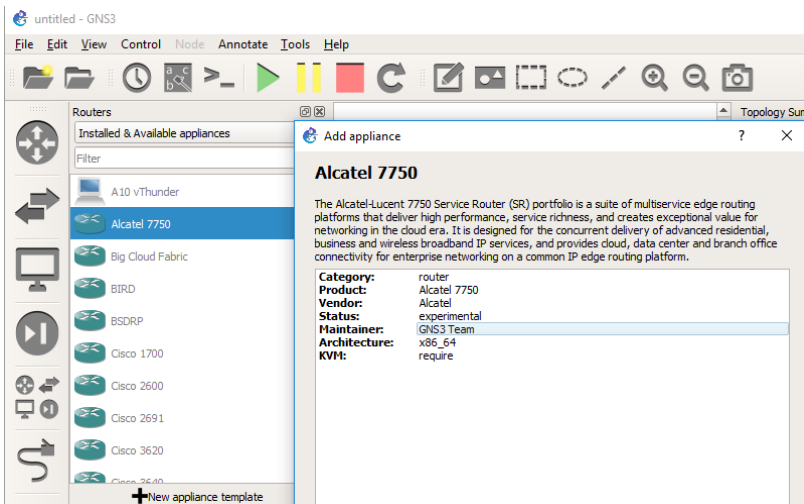 untitled - GNS3
File Edit View Control Node Annotate Tools Help
Routers
Installed & Available appliances
Filter
A10 vThunder
Alcatel 7750
Big Cloud Fabric
BIRD
BSDRP
Cisco 1700
Cisco 2600
Cisco 2691
Cisco 3620
Cisco 3640
New appliance template
Topology Sum
Add appliance
?
Alcatel 7750
The Alcatel-Lucent 7750 Service Router (SR) portfolio is a suite of multiservice edge routing
platforms that deliver high performance, service richness, and creates exceptional value for
networking in the cloud era. It is designed for the concurrent delivery of advanced residential,
business and wireless broadband IP services, and provides cloud, data center and branch office
connectivity for enterprise networking on a common IP edge routing platform.
Category: router
Product: Alcatel 7750
Vendor: Alcatel
Status: experimental
Maintainer: GNS3 Team
Architecture: x86_64
KVM: require